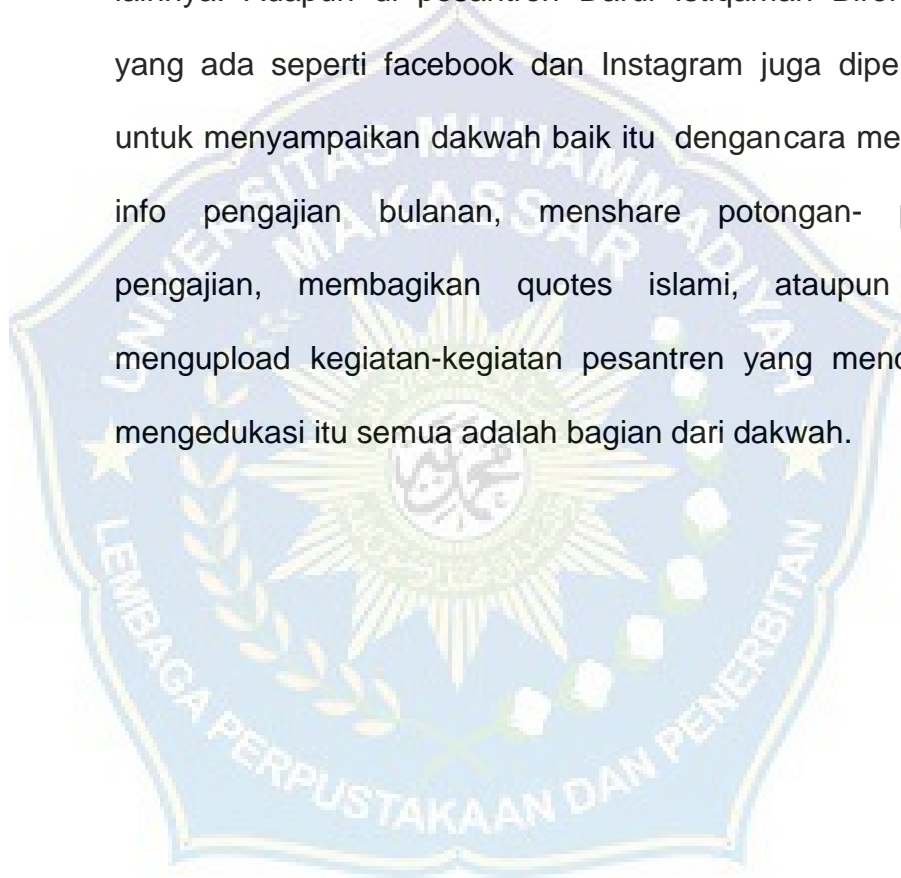 lainnya. Adapun di pesantren Darul Istiqamah
yang ada seperti facebook dan Instagram juga dipe
untuk menyampaikan dakwah baik itu dengancara me
info pengajian bulanan, menshare potongan-
pengajian, membagikan quotes islami, ataupun
mengupload kegiatan-kegiatan pesantren yang
mengedukasi itu semua adalah bagian dari dakwah.
UNIVERSITAS MUHAMMADIYAH
MAKASSAR
LEMBAGA PERPUSTAKAAN DAN PENERBITAN